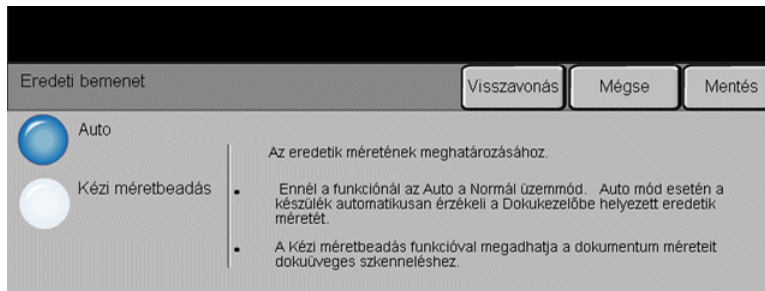 Eredeti bemenet
Visszavonás
Mégse
Mentés
Auto
Kézi méretbeadás
Az eredetik méretének meghatározásához.
• Ennél a funkciónál az Auto a Normál üzemmód. Auto mód esetén a
készülék automatikusan érzékeli a Dokukezelőbe helyezett eredetik
méretét.
• A Kézi méretbeadás funkcióval megadhatja a dokumentum méreteit
doküveges szkenneléshez.